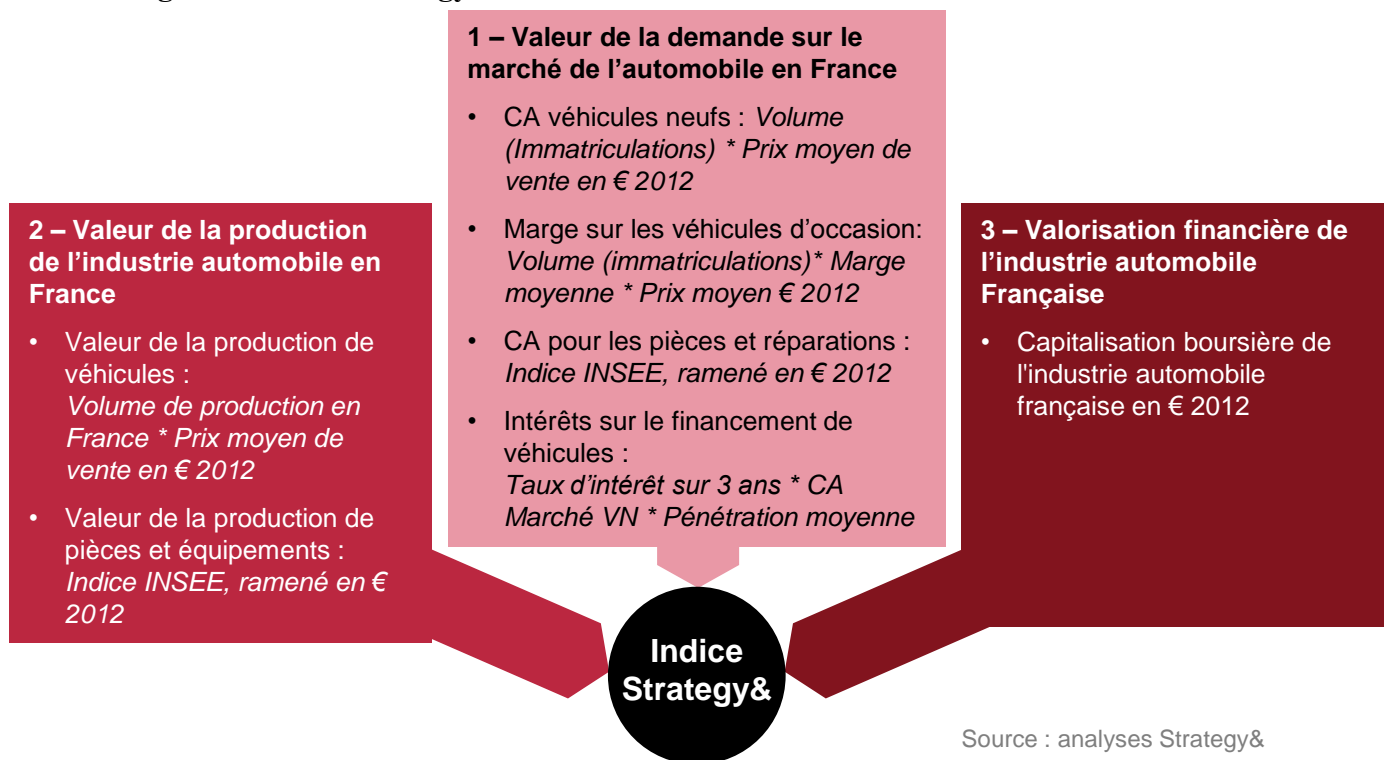 1 – Valeur de la demande sur le
marché de l’automobile en France
• CA véhicules neufs : Volume
(Immatriculations) * Prix moyen de
vente en € 2012
• Marge sur les véhicules d’occasion:
Volume (immatriculations)* Marge
moyenne * Prix moyen € 2012
• CA pour les pièces et réparations :
Indice INSEE, ramené en € 2012
• Intérêts sur le financement de
véhicules :
Taux d’intérêt sur 3 ans * CA
Marché VN * Pénétration moyenne
2 – Valeur de la production
de l’industrie automobile en
France
• Valeur de la production de
véhicules :
Volume de production en
France * Prix moyen de
vente en € 2012
• Valeur de la production de
pièces et équipements :
Indice INSEE, ramené en €
2012
3 – Valorisation financière de
l’industrie automobile
Française
• Capitalisation boursière de
l'industrie automobile
française en € 2012
Indice
Strategy&
Source : analyses Strategy&